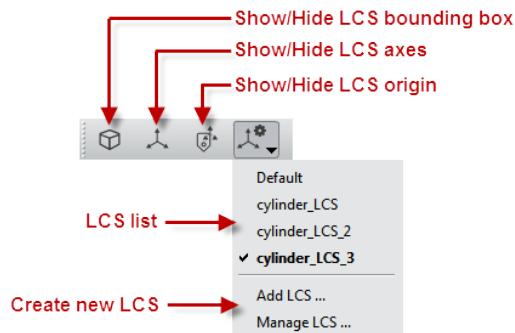 Show/Hide LCS bounding box
Show/Hide LCS axes
Show/Hide LCS origin
Default
cylinder_LCS
LCS list
cylinder_LCS_2
cylinder_LCS_3
Add LCS ...
Create new LCS
Manage LCS ...